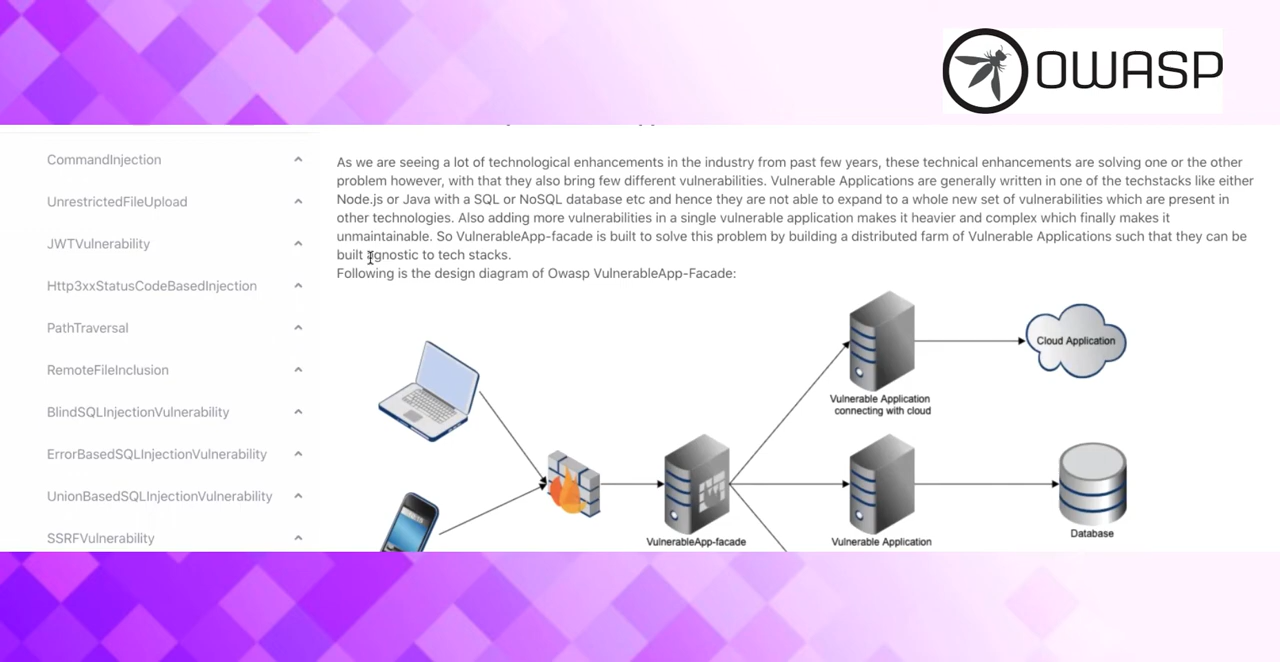 OWASP
CommandInjection
UnrestrictedFileUpload
JWTVulnerability
Http3xxStatusCodeBasedInjection
PathTraversal
RemoteFileInclusion
BlindSQLInjectionVulnerability
ErrorBasedSQLInjectionVulnerability
UnionBasedSQLInjectionVulnerability
SSRFVulnerability
As we are seeing a lot of technological enhancements in the industry from past few years, these technical enhancements are solving one or the other
problem however, with that they also bring few different vulnerabilities. Vulnerable Applications are generally written in one of the techstacks like either
Node.js or Java with a SQL or NoSQL database etc and hence they are not able to expand to a whole new set of vulnerabilities which are present in
other technologies. Also adding more vulnerabilities in a single vulnerable application makes it heavier and complex which finally makes it
unmaintainable. So VulnerableApp-facade is built to solve this problem by building a distributed farm of Vulnerable Applications such that they can be
built agnostic to tech stacks.
Following is the design diagram of Owasp VulnerableApp-Facade:
Cloud Application
Vulnerable Application
connecting with cloud
VulnerableApp-facade
Vulnerable Application
Database